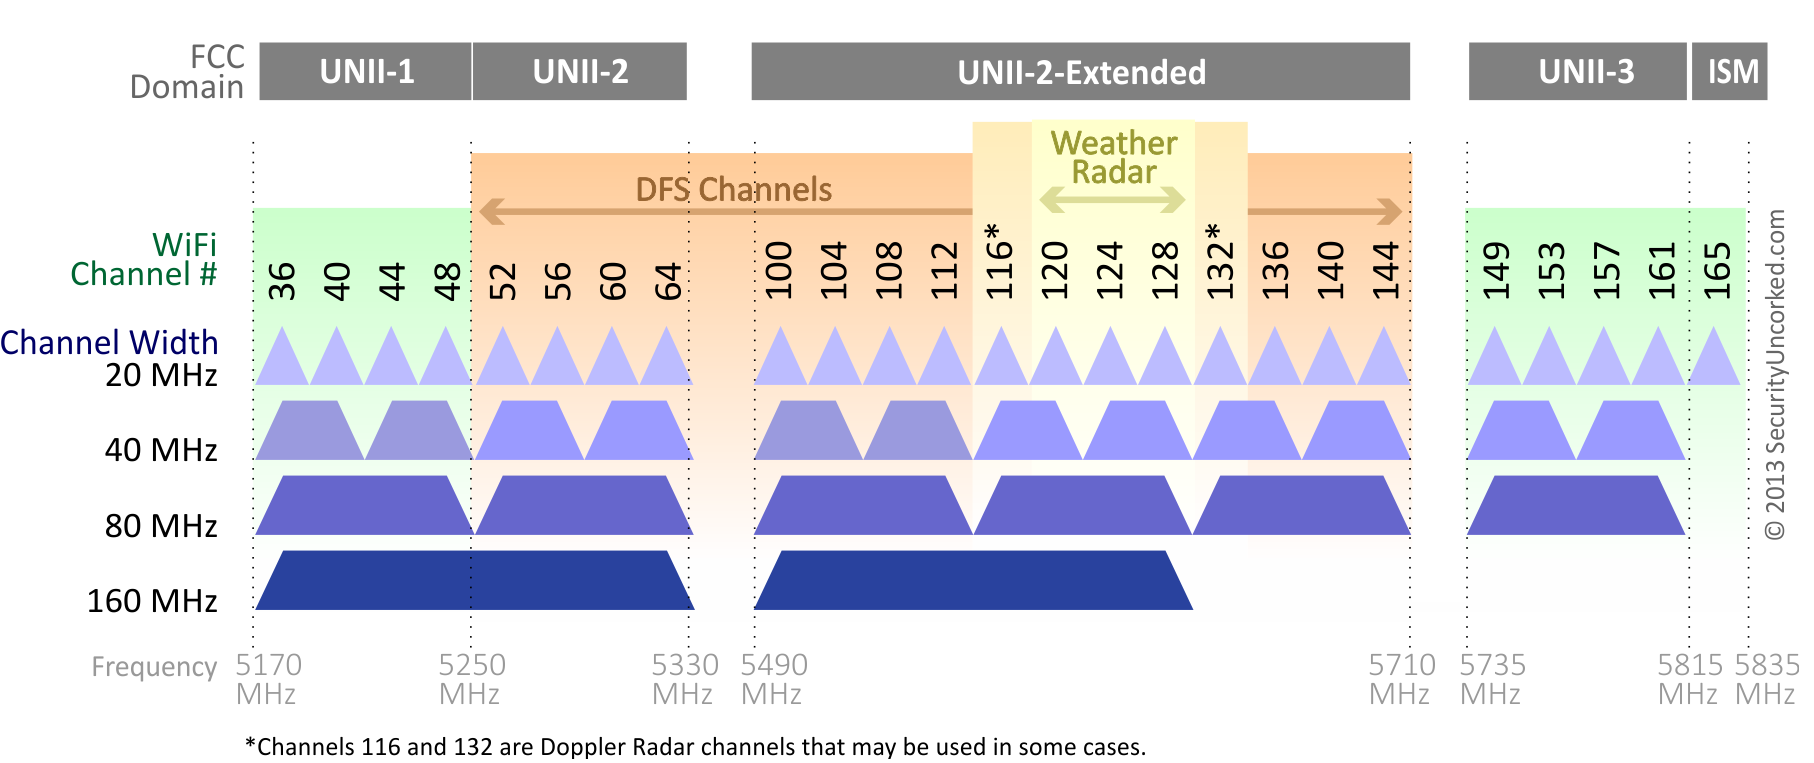 FCC
Domain
UNII-1
UNII-2
UNII-2-Extended
UNII-3
ISM
Weather
Radar
DFS Channels
WiFi
Channel #
36 40 44 48 52 56 60 64 100 104 108 112 116* 120 124 128 132* 136 140 144 149 153 157 161 165
Channel Width
20 MHz
40 MHz
80 MHz
160 MHz
Frequency
5170
MHz
5250
MHz
5330
MHz
5490
MHz
5710
MHz
5735
MHz
5815
MHz
5835
MHz
*Channels 116 and 132 are Doppler Radar channels that may be used in some cases.
© 2013 SecurityUncorked.com